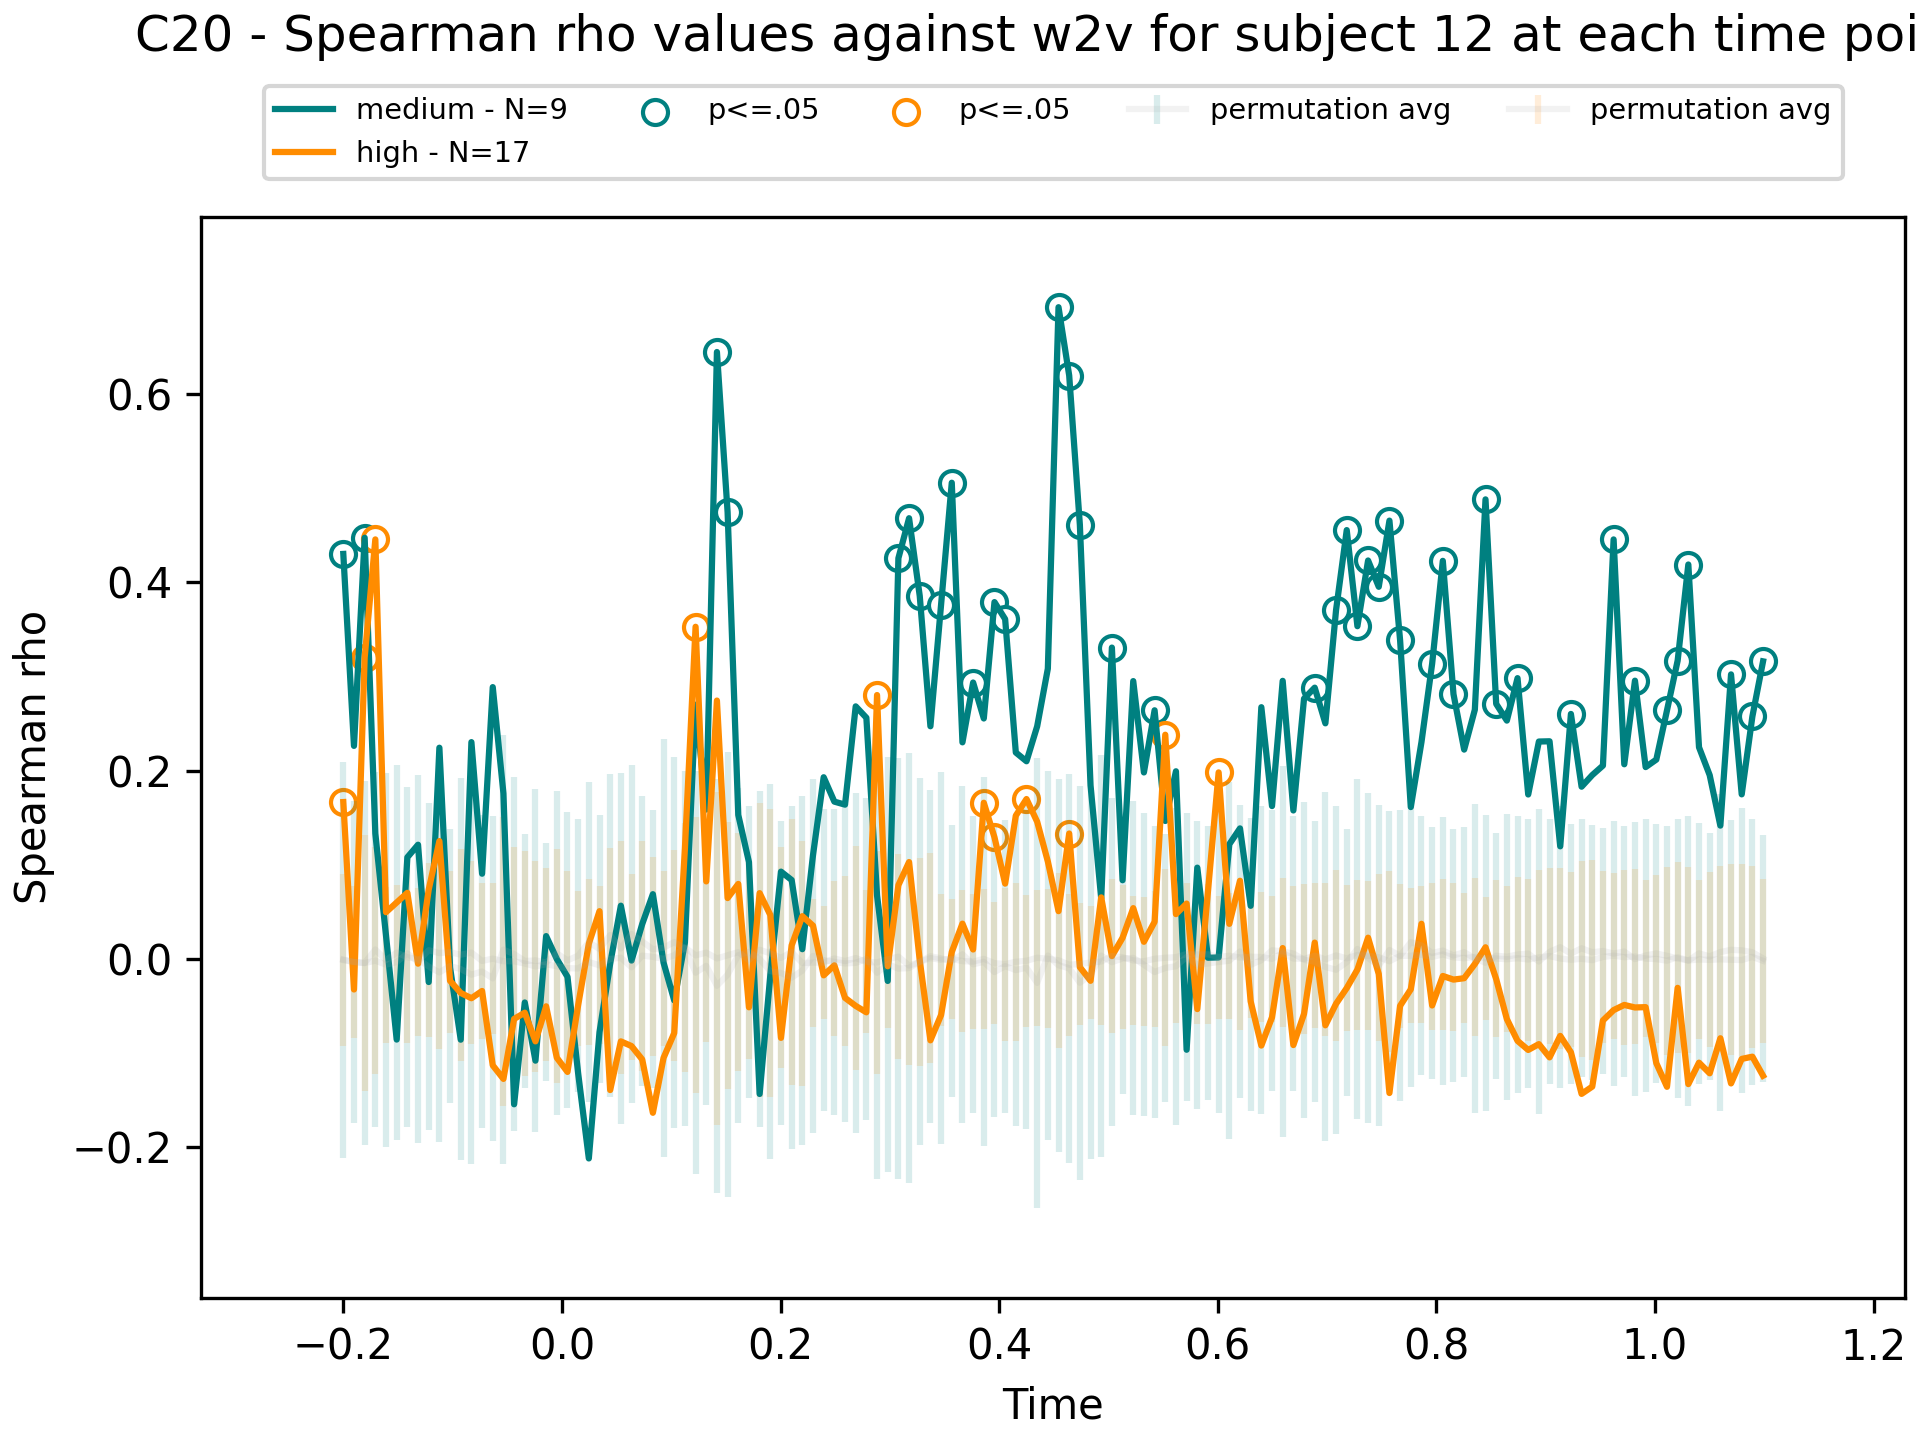 C20 - Spearman rho values against w2v for subject 12 at each time poi
medium - N=9
high - N=17
p<=.05
p<=.05
permutation avg
permutation avg
Spearman rho
0.6
0.4
0.2
0.0
−0.2
−0.2
0.0
0.2
0.4
0.6
0.8
1.0
1.2
Time